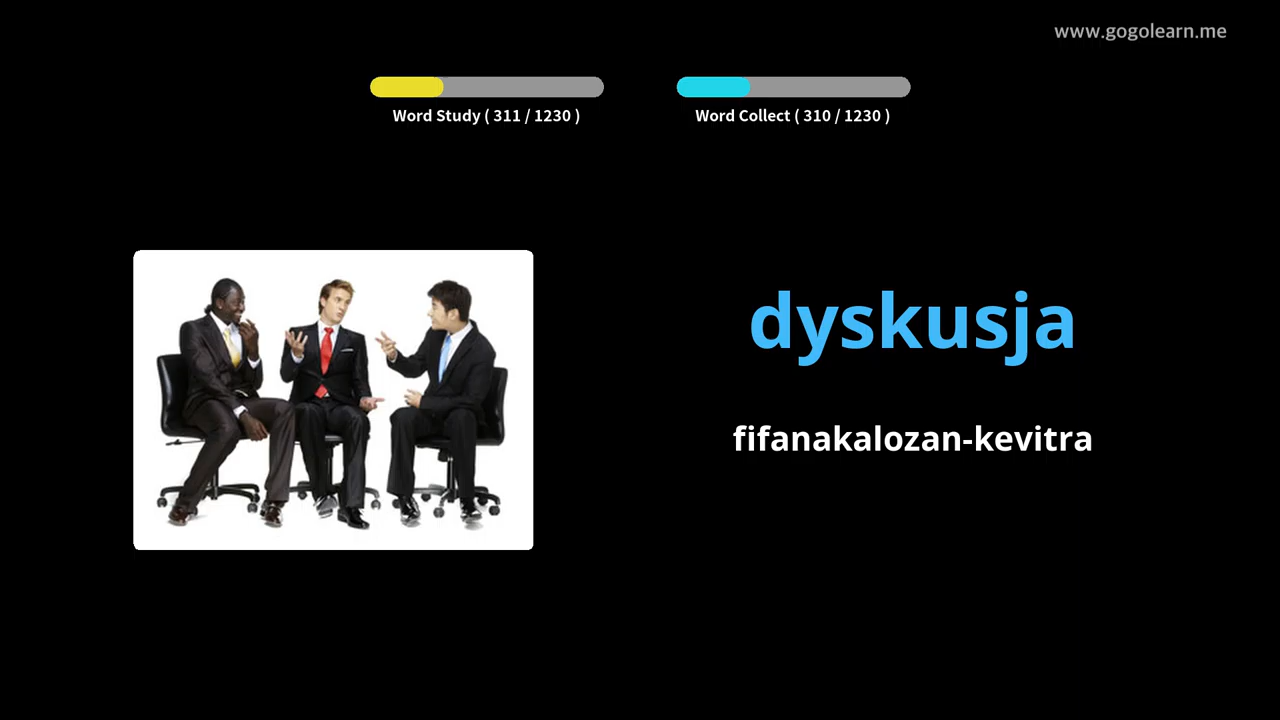 www.gogolearn.me
Word Study ( 311 / 1230 )
Word Collect ( 310 / 1230 )
dyskusja
fifanakalozan-kevitra